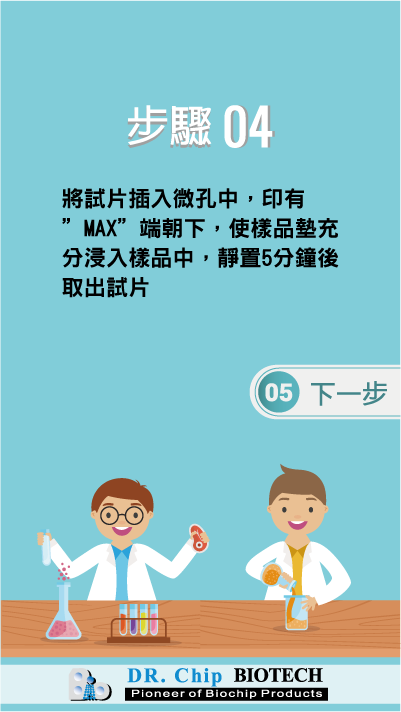 步驟 04
將試片插入微孔中，印有
”MAX”端朝下，使樣品墊充
分浸入樣品中，靜置5分鐘後
取出試片
05 下一步
DR. Chip BIOTECH
Pioneer of Biochip Products